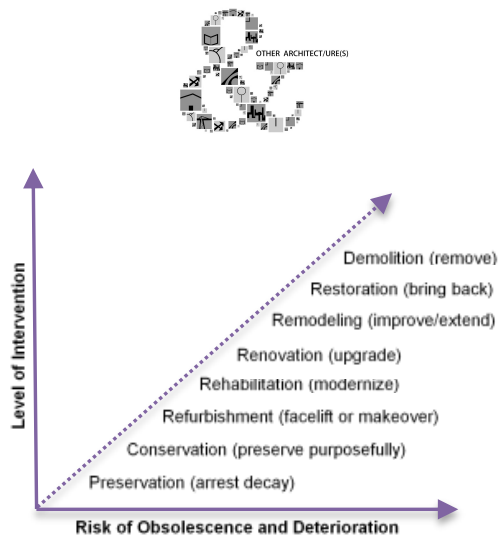 OTHER ARCHITECT/URE(S)
Level of Intervention
Demolition (remove)
Restoration (bring back)
Remodeling (improve/extend)
Renovation (upgrade)
Rehabilitation (modernize)
Refurbishment (facelift or makeover)
Conservation (preserve purposefully)
Preservation (arrest decay)
Risk of Obsolescence and Deterioration